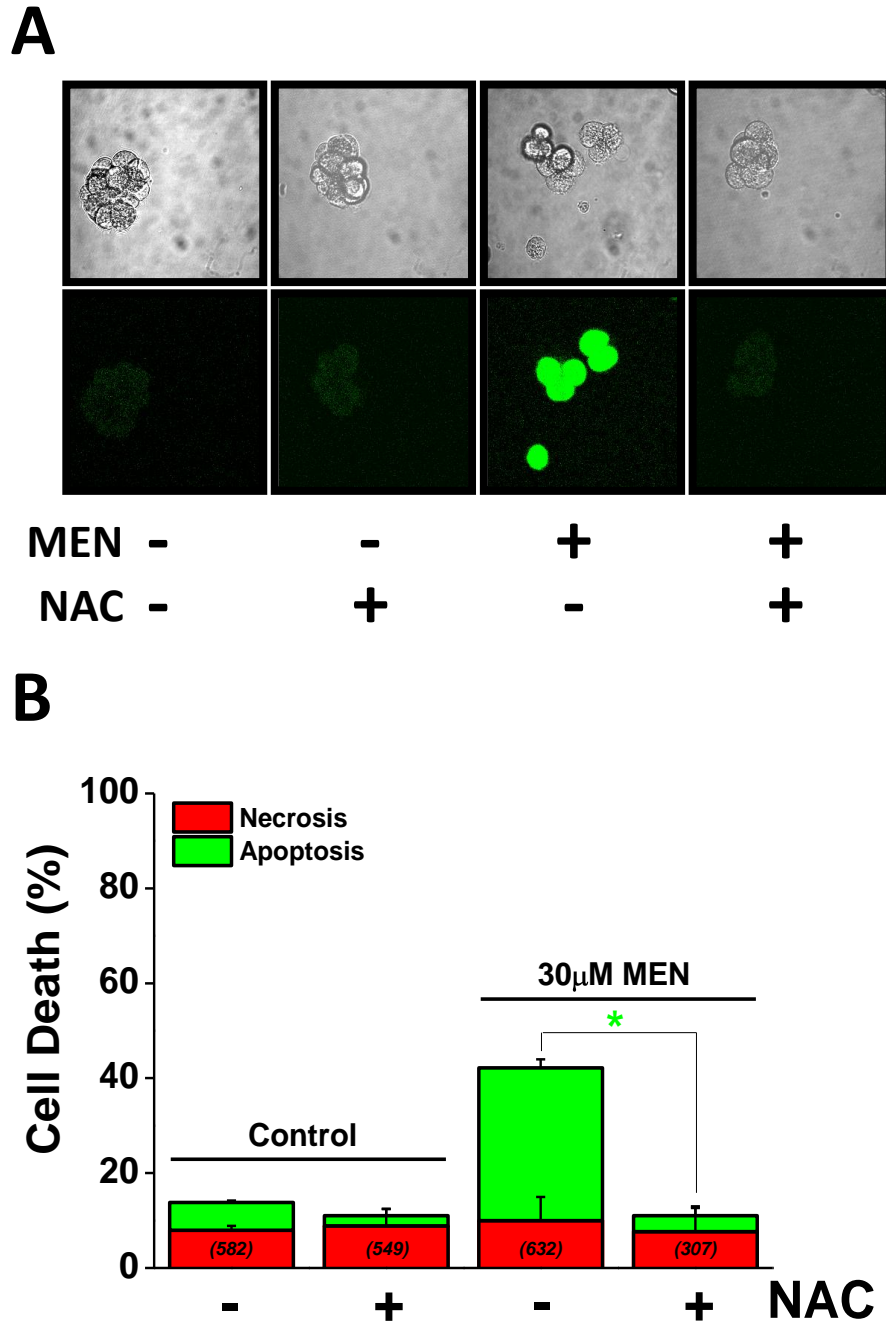 A
MEN - - + +
NAC - + - +
B
Cell Death (%)
100
80
60
40
20
0
Necrosis
Apoptosis
Control
30μM MEN
*
(582) (549) (632) (307)
- + - + NAC